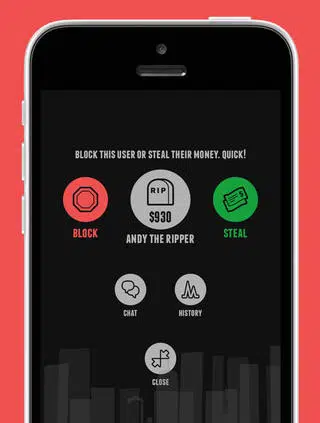 BLOCK THIS USER OR STEAL THEIR MONEY. QUICK!
RIP
$930
BLOCK
ANDY THE RIPPER
STEAL
CHAT
HISTORY
CLOSE